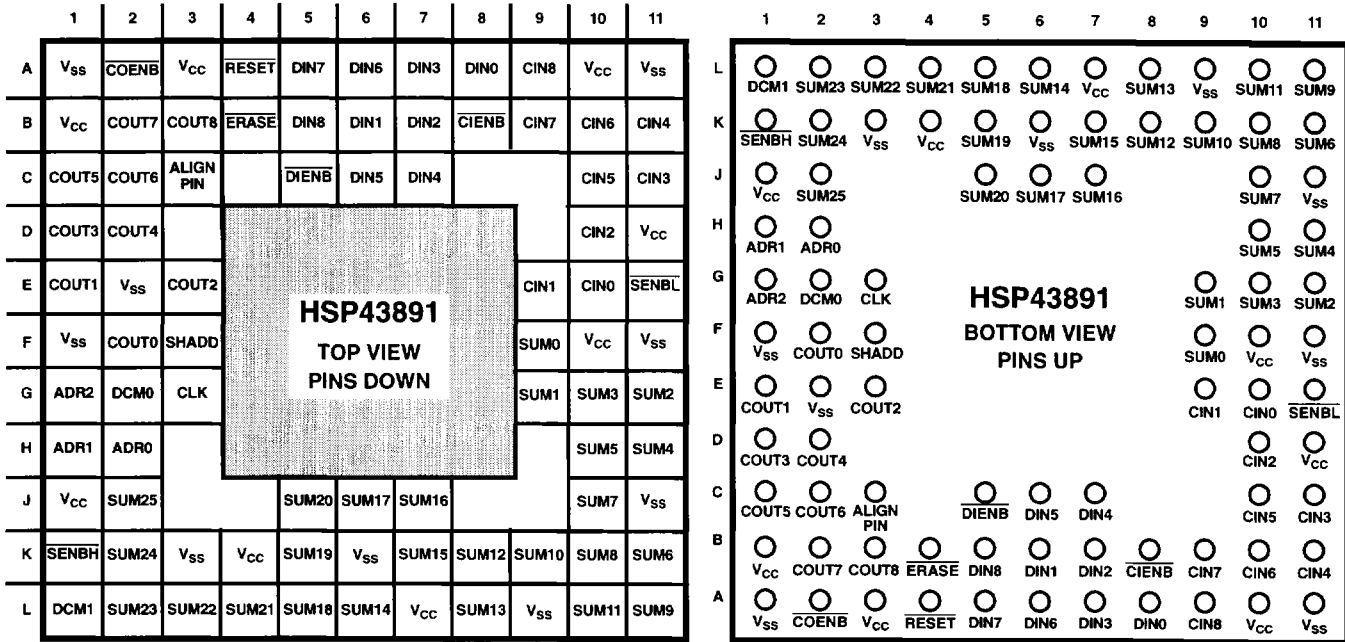 1 2 3 4 5 6 7 8 9 10 11
A VSS COENB VCC RESET DIN7 DIN6 DIN3 DIN0 CIN8 VCC VSS
B VCC COUT7 COUT8 ERASE DIN8 DIN1 DIN2 CIENB CIN7 CIN6 CIN4
C COUT5 COUT6 ALIGN PIN DIENB DIN5 DIN4 CIN5 CIN3
D COUT3 COUT4 CIN2 VCC
E COUT1 VSS COUT2 CIN1 CIN0 SENBL
F VSS COUT0 SHADD SUM0 VCC VSS
G ADR2 DCM0 CLK SUM1 SUM3 SUM2
H ADR1 ADR0 SUM5 SUM4
J VCC SUM25 SUM20 SUM17 SUM16 SUM7 VSS
K SENBH SUM24 VSS VCC SUM19 VSS SUM15 SUM12 SUM10 SUM8 SUM6
L DCM1 SUM23 SUM22 SUM21 SUM18 SUM14 VCC SUM13 VSS SUM11 SUM9
HSP43891
TOP VIEW
PINS DOWN
1 2 3 4 5 6 7 8 9 10 11
L DCM1 SUM23 SUM22 SUM21 SUM18 SUM14 VCC SUM13 VSS SUM11 SUM9
K SENBH SUM24 VSS VCC SUM19 VSS SUM15 SUM12 SUM10 SUM8 SUM6
J VCC SUM25 SUM20 SUM17 SUM16 SUM7 VSS
H ADR1 ADR0 SUM5 SUM4
G ADR2 DCM0 CLK SUM1 SUM3 SUM2
F VSS COUT0 SHADD SUM0 VCC VSS
E COUT1 VSS COUT2 CIN1 CIN0 SENBL
D COUT3 COUT4 CIN2 VCC
C COUT5 COUT6 ALIGN PIN DIENB DIN5 DIN4 CIN5 CIN3
B VCC COUT7 COUT8 ERASE DIN8 DIN1 DIN2 CIENB CIN7 CIN6 CIN4
A VSS COENB VCC RESET DIN7 DIN6 DIN3 DIN0 CIN8 VCC VSS
HSP43891
BOTTOM VIEW
PINS UP